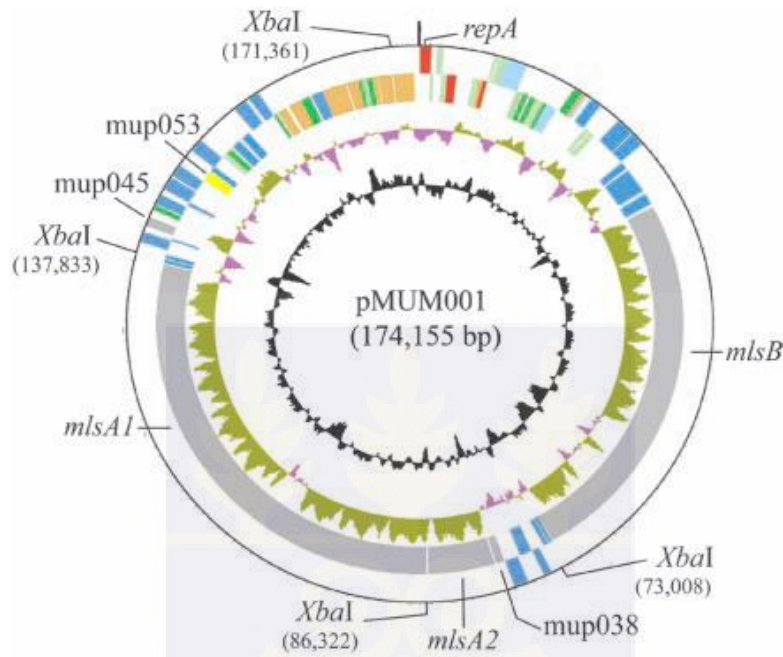 XbaI
(171,361)
repA
mup053
mup045
XbaI
(137,833)
pMUM001
(174,155 bp)
mlsB
mlsA1
XbaI
(73,008)
XbaI
(86,322)
mlsA2
mup038